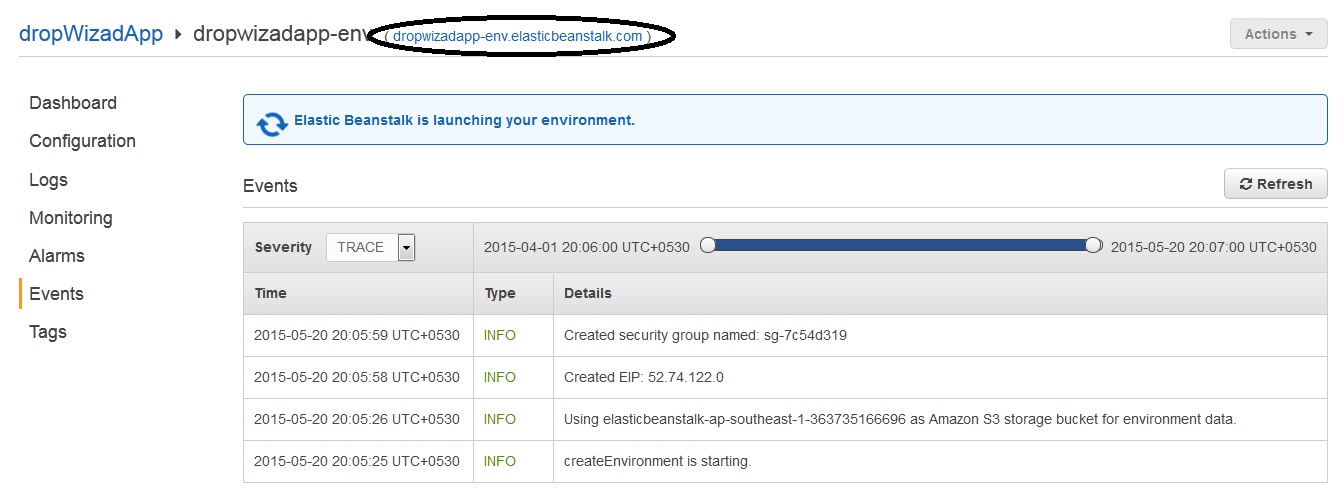 dropWizadApp ▸ dropwizadapp-env ( dropwizadapp-env.elasticbeanstalk.com )
Actions
Dashboard
Configuration
Logs
Monitoring
Alarms
Events
Tags
Elastic Beanstalk is launching your environment.
Events
Refresh
Severity TRACE 2015-04-01 20:06:00 UTC+0530 2015-05-20 20:07:00 UTC+0530
Time Type Details
2015-05-20 20:05:59 UTC+0530 INFO Created security group named: sg-7c54d319
2015-05-20 20:05:58 UTC+0530 INFO Created EIP: 52.74.122.0
2015-05-20 20:05:26 UTC+0530 INFO Using elasticbeanstalk-ap-southeast-1-363735166696 as Amazon S3 storage bucket for environment data.
2015-05-20 20:05:25 UTC+0530 INFO createEnvironment is starting.